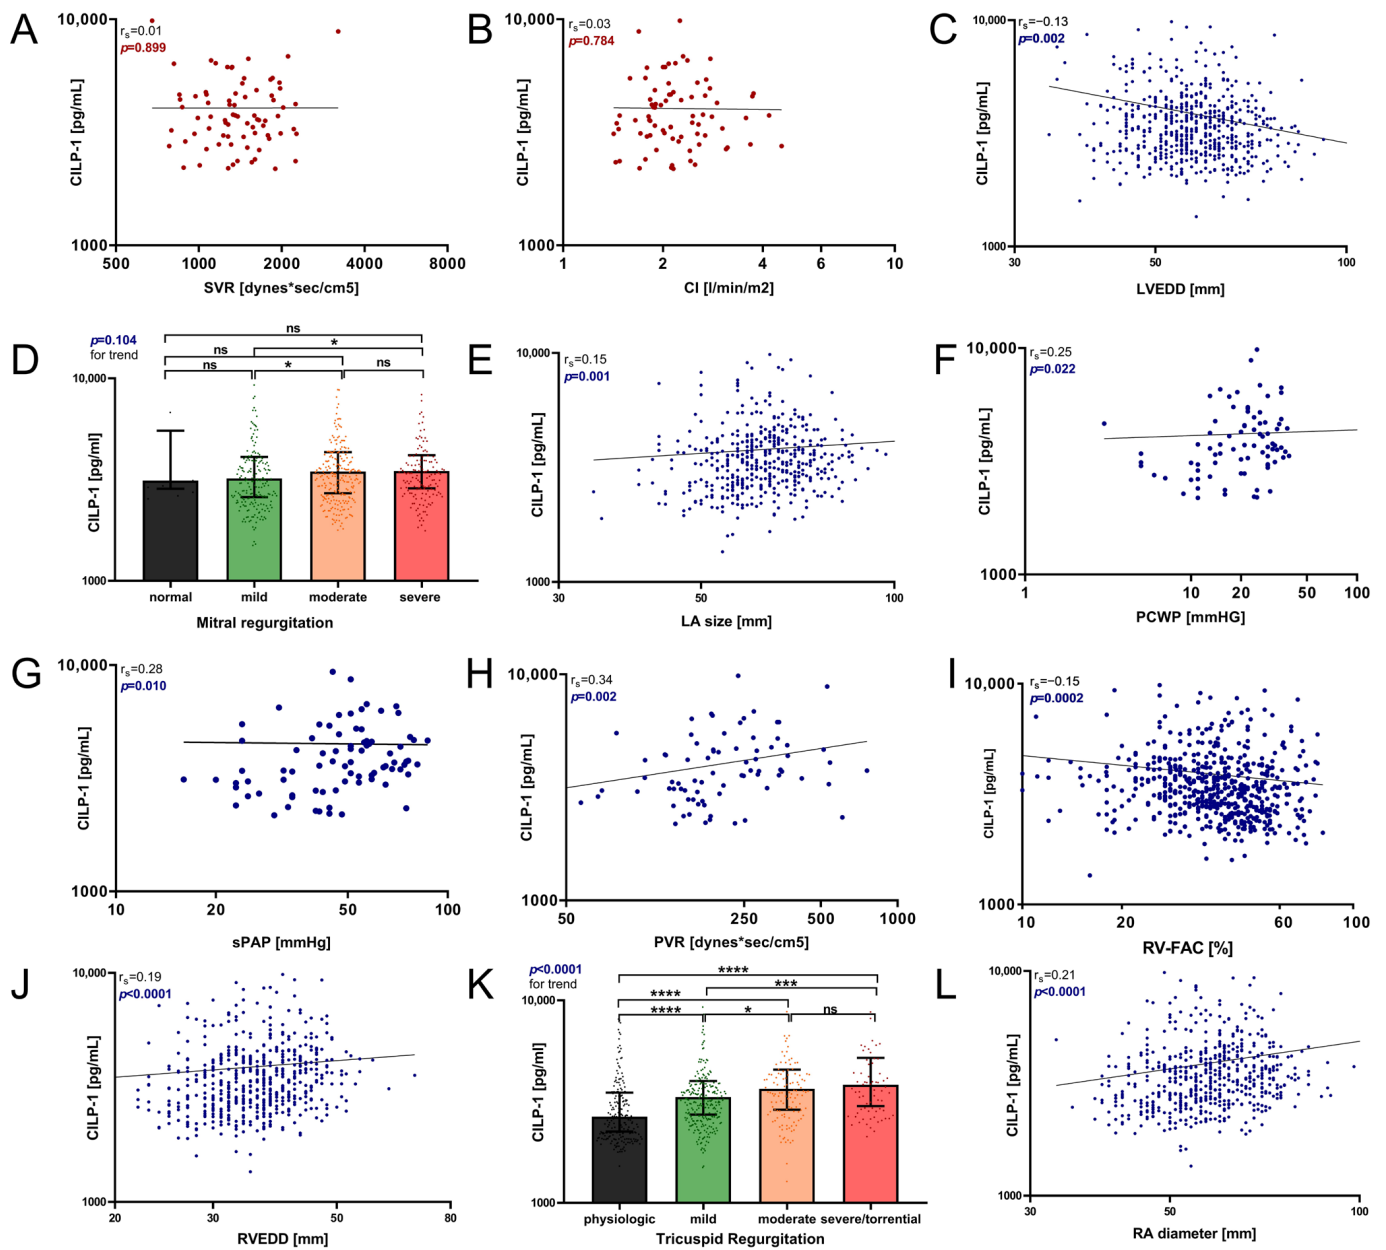 A
10,000
rs=0.01
p=0.899
CILP-1 [pg/mL]
1000
500
1000
2000
4000
8000
SVR [dynes*sec/cm5]
B
10,000
rs=0.03
p=0.784
CILP-1 [pg/mL]
1000
1
2
4
6
10
CI [l/min/m2]
C
10,000
rs=−0.13
p=0.002
CILP-1 [pg/mL]
1000
30
50
100
LVEDD [mm]
D
p=0.104
for trend
ns
*
ns
ns
*
ns
10,000
CILP-1 [pg/ml]
1000
normal
mild
moderate
severe
Mitral regurgitation
E
10,000
rs=0.15
p=0.001
CILP-1 [pg/mL]
1000
30
50
100
LA size [mm]
F
10,000
rs=0.25
p=0.022
CILP-1 [pg/mL]
1000
1
10
20
50
100
PCWP [mmHG]
G
10,000
rs=0.28
p=0.010
CILP-1 [pg/mL]
1000
10
20
50
100
sPAP [mmHg]
H
10,000
rs=0.34
p=0.002
CILP-1 [pg/mL]
1000
50
250
500
1000
PVR [dynes*sec/cm5]
I
10,000
rs=−0.15
p=0.0002
CILP-1 [pg/mL]
1000
10
20
60
100
RV-FAC [%]
J
10,000
rs=0.19
p<0.0001
CILP-1 [pg/mL]
1000
20
30
50
80
RVEDD [mm]
K
p<0.0001
for trend
****
***
****
****
*
ns
10,000
CILP-1 [pg/ml]
1000
physiologic
mild
moderate
severe/torrential
Tricuspid Regurgitation
L
10,000
rs=0.21
p<0.0001
CILP-1 [pg/mL]
1000
50
100
RA diameter [mm]